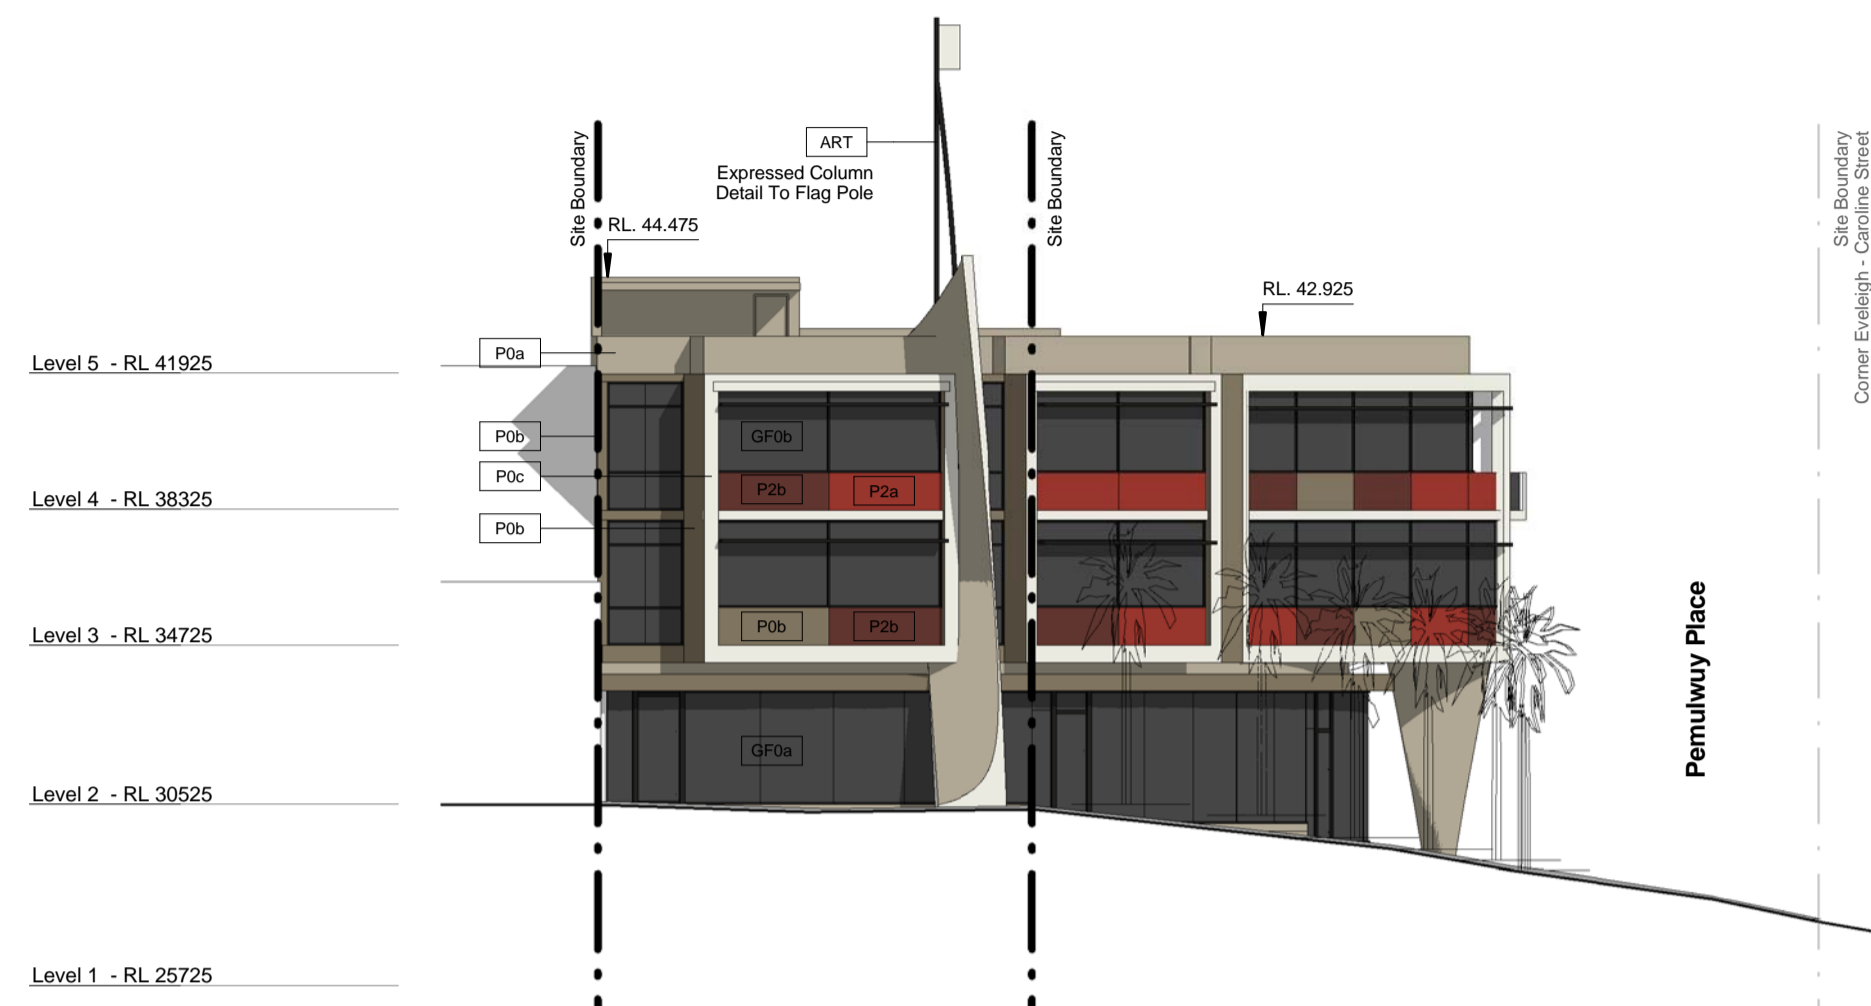 ART
Expressed Column
Detail To Flag Pole
Site Boundary
Site Boundary
Site Boundary
Corner Eveleigh - Caroline Street
RL. 44.475
RL. 42.925
Level 5 - RL 41925
P0a
P0b
GF0b
P0c
Level 4 - RL 38325
P2b
P2a
P0b
Level 3 - RL 34725
P0b
P2b
Pemulwuy Place
GF0a
Level 2 - RL 30525
Level 1 - RL 25725